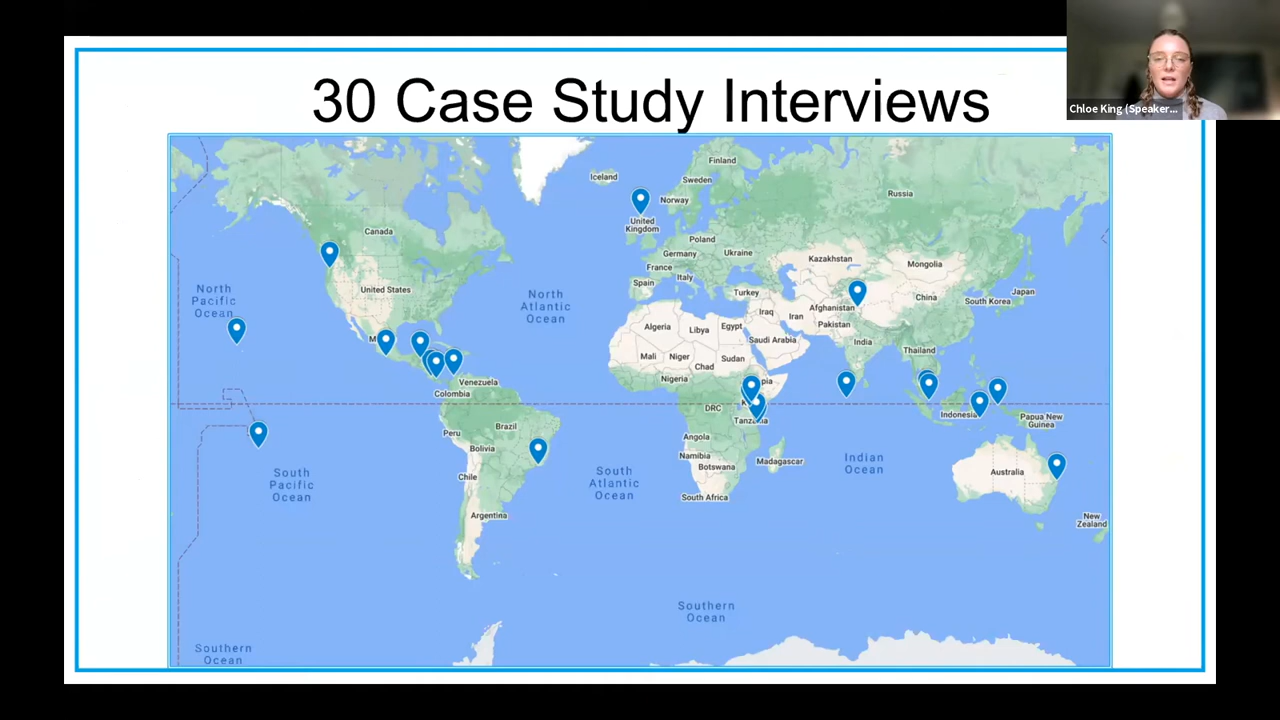 30 Case Study Interviews
Chloe King (Speaker...
Finland
Iceland
Sweden
Russia
Norway
United
Kingdom
Canada
Poland
Germany
Ukraine
Kazakhstan
Mongolia
France
Italy
Spain
North
Pacific
Ocean
United States
North
Atlantic
Ocean
Turkey
Afghanistan
China
Japan
South Korea
Iraq
Iran
Pakistan
Algeria
Libya
Egypt
Saudi Arabia
India
Mali
Niger
Sudan
Chad
Thailand
Venezuela
Nigeria
Colombia
DRC
Tanzania
Indonesia
Papua New
Guinea
Brazil
Peru
Angola
Bolivia
Namibia
Madagascar
Botswana
Indian
Ocean
Australia
South
Pacific
Ocean
Chile
South
Atlantic
Ocean
South Africa
Argentina
New
Zealand
Southern
Ocean
Southern
Ocean